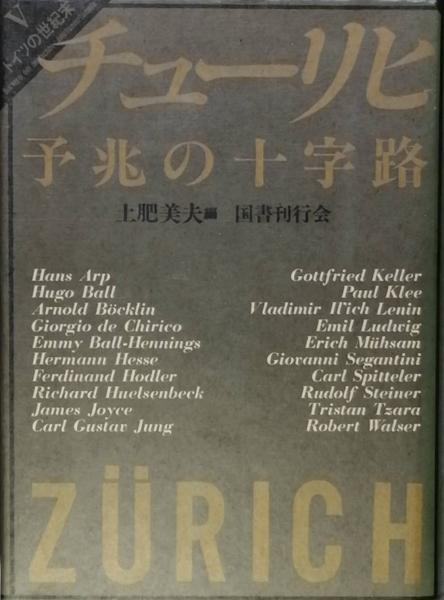 V
ドイツの世紀末
チューリヒ
予兆の十字路
土肥美夫編 国書刊行会
Hans Arp
Hugo Ball
Arnold Böcklin
Giorgio de Chirico
Emmy Ball-Hennings
Hermann Hesse
Ferdinand Hodler
Richard Huelsenbeck
James Joyce
Carl Gustav Jung
Gottfried Keller
Paul Klee
Vladimir Il'ich Lenin
Emil Ludwig
Erich Mühsam
Giovanni Segantini
Carl Spitteler
Rudolf Steiner
Tristan Tzara
Robert Walser
ZÜRICH